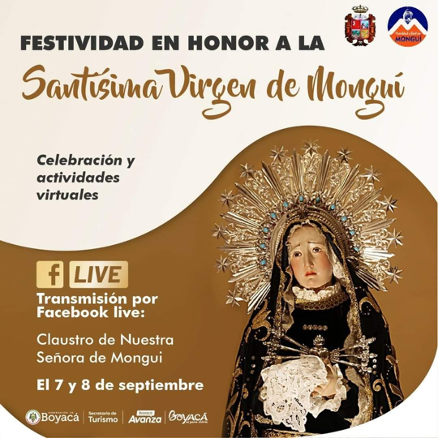 FESTIVIDAD EN HONOR A LA
Santísima Virgen de Monguí
Celebración y
actividades
virtuales
f LIVE
Transmisión por
Facebook live:
Claustro de Nuestra
Señora de Mongui
El 7 y 8 de septiembre
Boyacá
Secretaría de
Turismo
Avanza
Boyacá
MONGUÍ